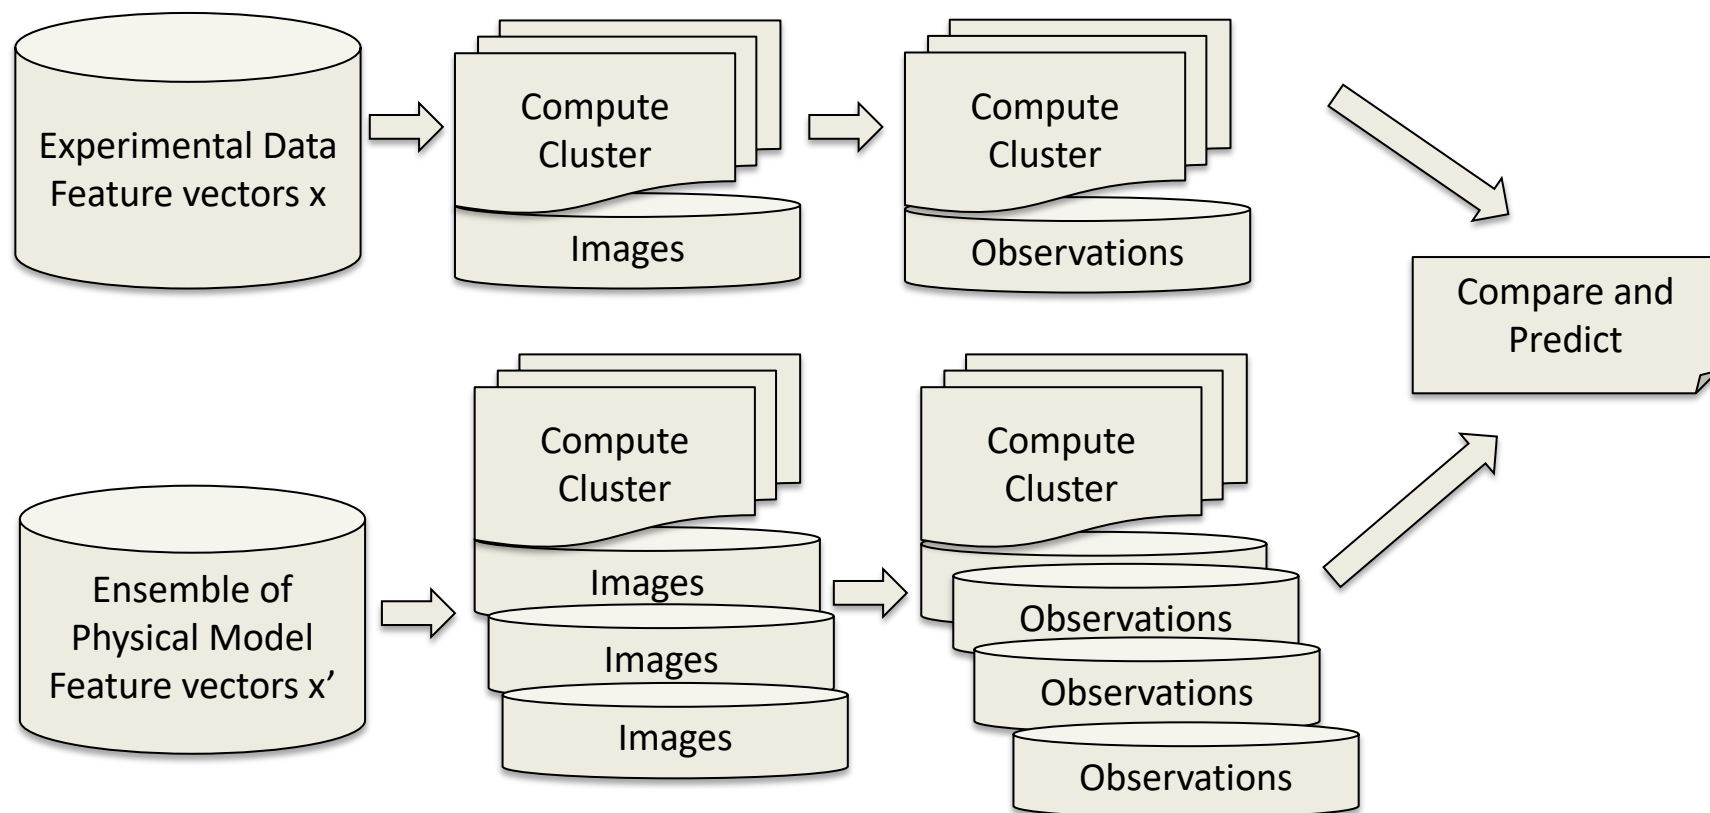 Experimental Data
Feature vectors x
Compute
Cluster
Images
Compute
Cluster
Observations
Compare and
Predict
Ensemble of
Physical Model
Feature vectors x’
Compute
Cluster
Images
Images
Images
Compute
Cluster
Observations
Observations
Observations